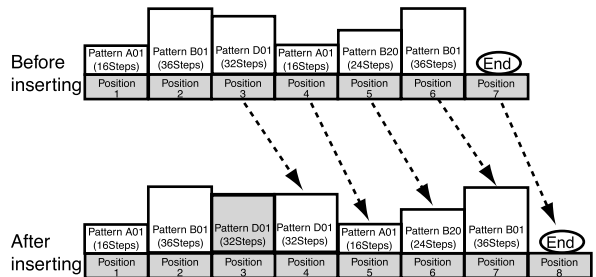 Before
inserting
Pattern A01
(16Steps)
Pattern B01
(36Steps)
Pattern D01
(32Steps)
Pattern A01
(16Steps)
Pattern B20
(24Steps)
Pattern B01
(36Steps)
End
Position
1
Position
2
Position
3
Position
4
Position
5
Position
6
Position
7
After
inserting
Pattern A01
(16Steps)
Pattern B01
(36Steps)
Pattern D01
(32Steps)
Pattern D01
(32Steps)
Pattern A01
(16Steps)
Pattern B20
(24Steps)
Pattern B01
(36Steps)
End
Position
1
Position
2
Position
3
Position
4
Position
5
Position
6
Position
7
Position
8